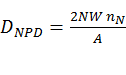 D_NPD = 2NW n_N / A